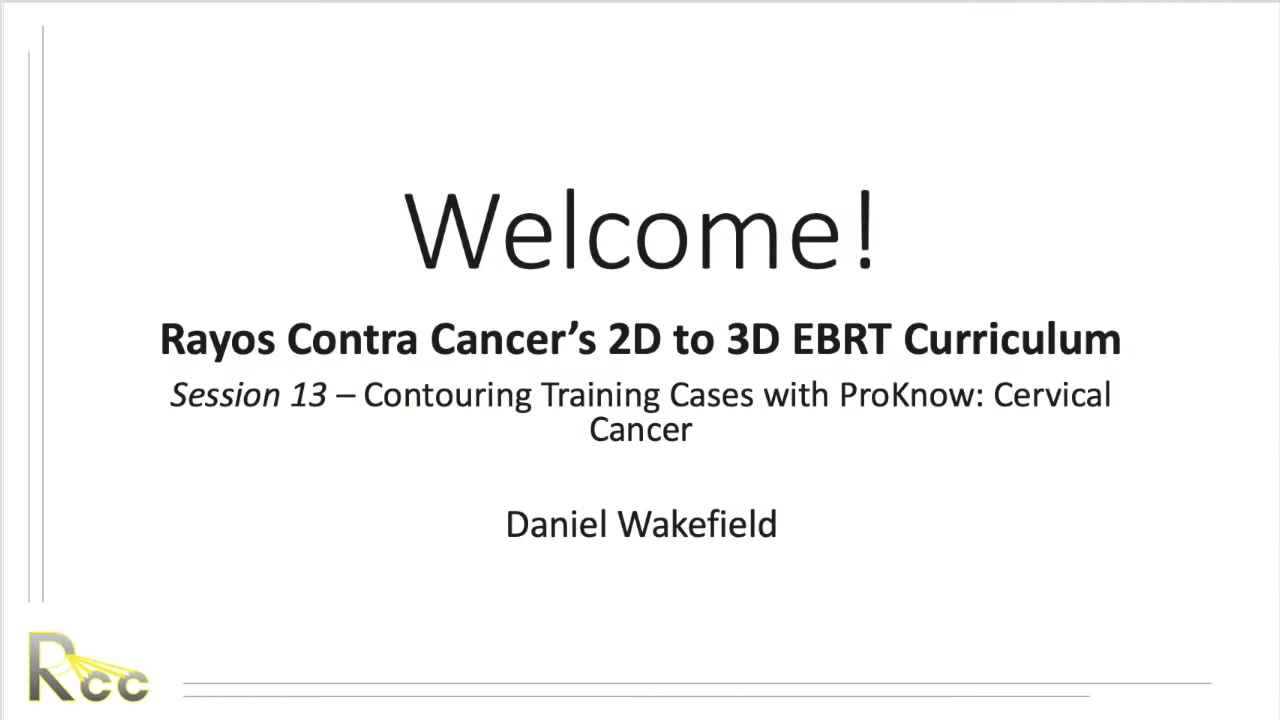 Welcome!
Rayos Contra Cancer’s 2D to 3D EBRT Curriculum
Session 13 – Contouring Training Cases with ProKnow: Cervical
Cancer
Daniel Wakefield
Rcc